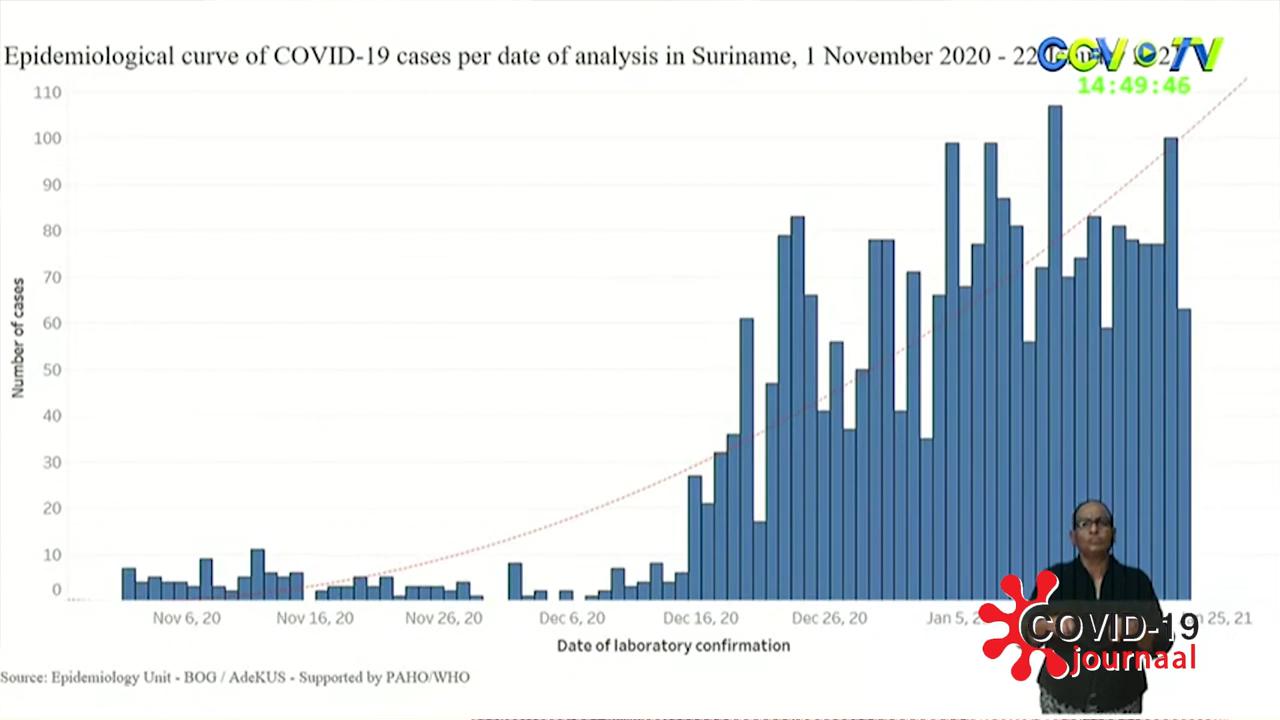 Epidemiological curve of COVID-19 cases per date of analysis in Suriname, 1 November 2020 - 22
CCV TV
14:49:46
110
100
90
80
70
60
50
40
30
20
10
0
Number of cases
Nov 6, 20 Nov 16, 20 Nov 26, 20 Dec 6, 20 Dec 16, 20 Dec 26, 20 Jan 5, 25, 21
Date of laboratory confirmation
COVID-19
journaal
Source: Epidemiology Unit - BOG / AdeKUS - Supported by PAHO/WHO